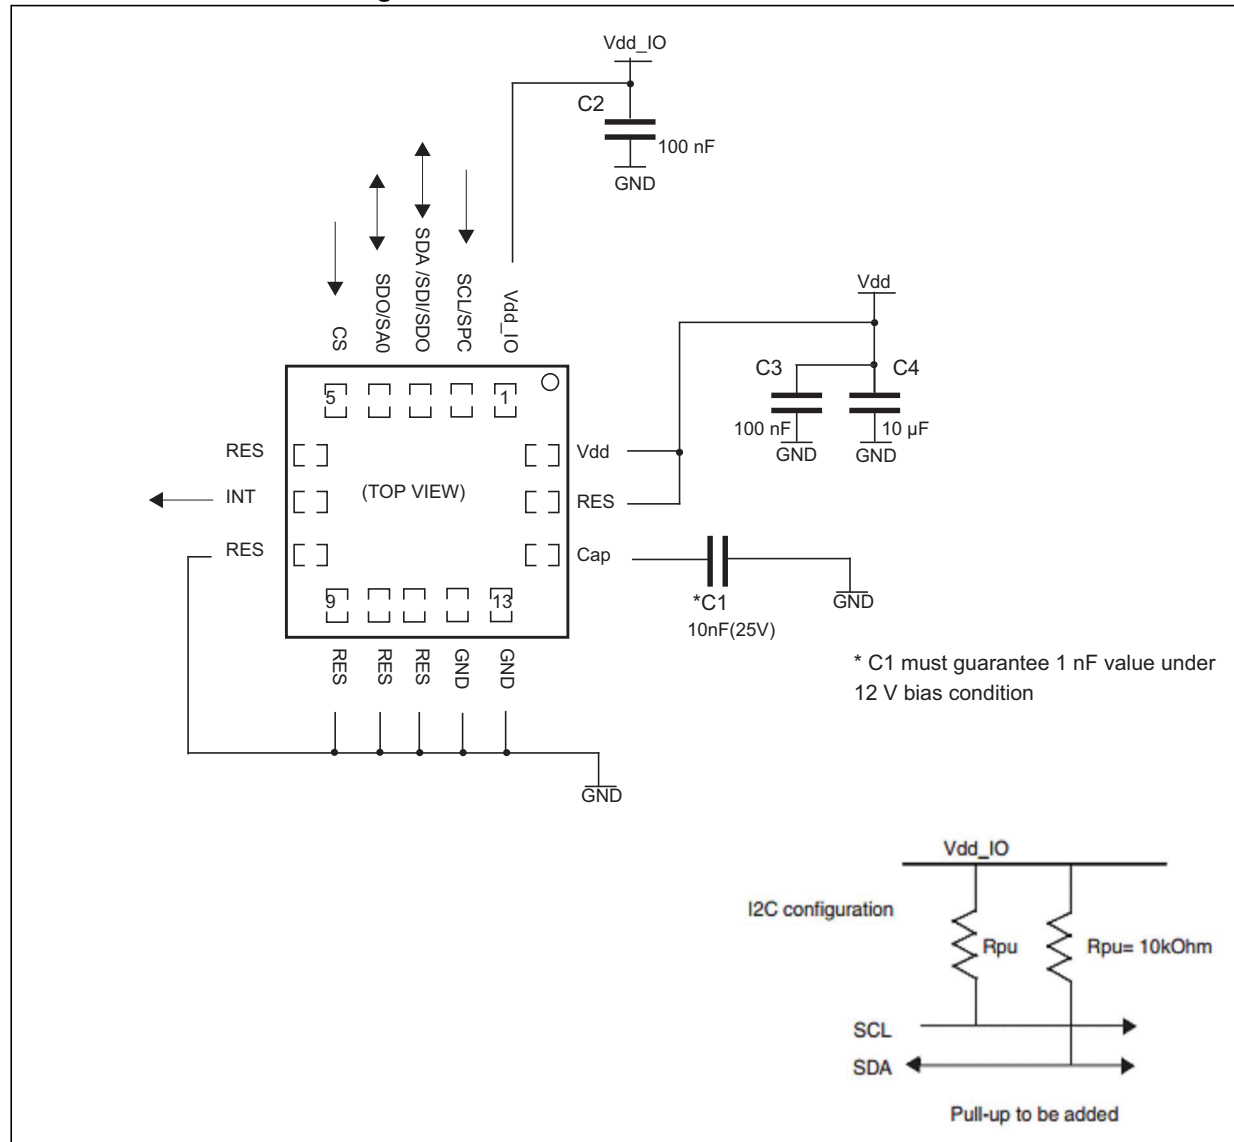 g
Vdd_IO
C2
100 nF
GND
CS
SDO/SA0
SDA /SDI/SDO
SCL/SPC
Vdd_IO
Vdd
C3
C4
100 nF
10 µF
GND
GND
5
1
RES
Vdd
INT
(TOP VIEW)
RES
RES
Cap
*C1
10nF(25V)
GND
9
13
RES
RES
RES
GND
GND
* C1 must guarantee 1 nF value under
12 V bias condition
GND
Vdd_IO
I2C configuration
Rpu
Rpu= 10kOhm
SCL
SDA
Pull-up to be added